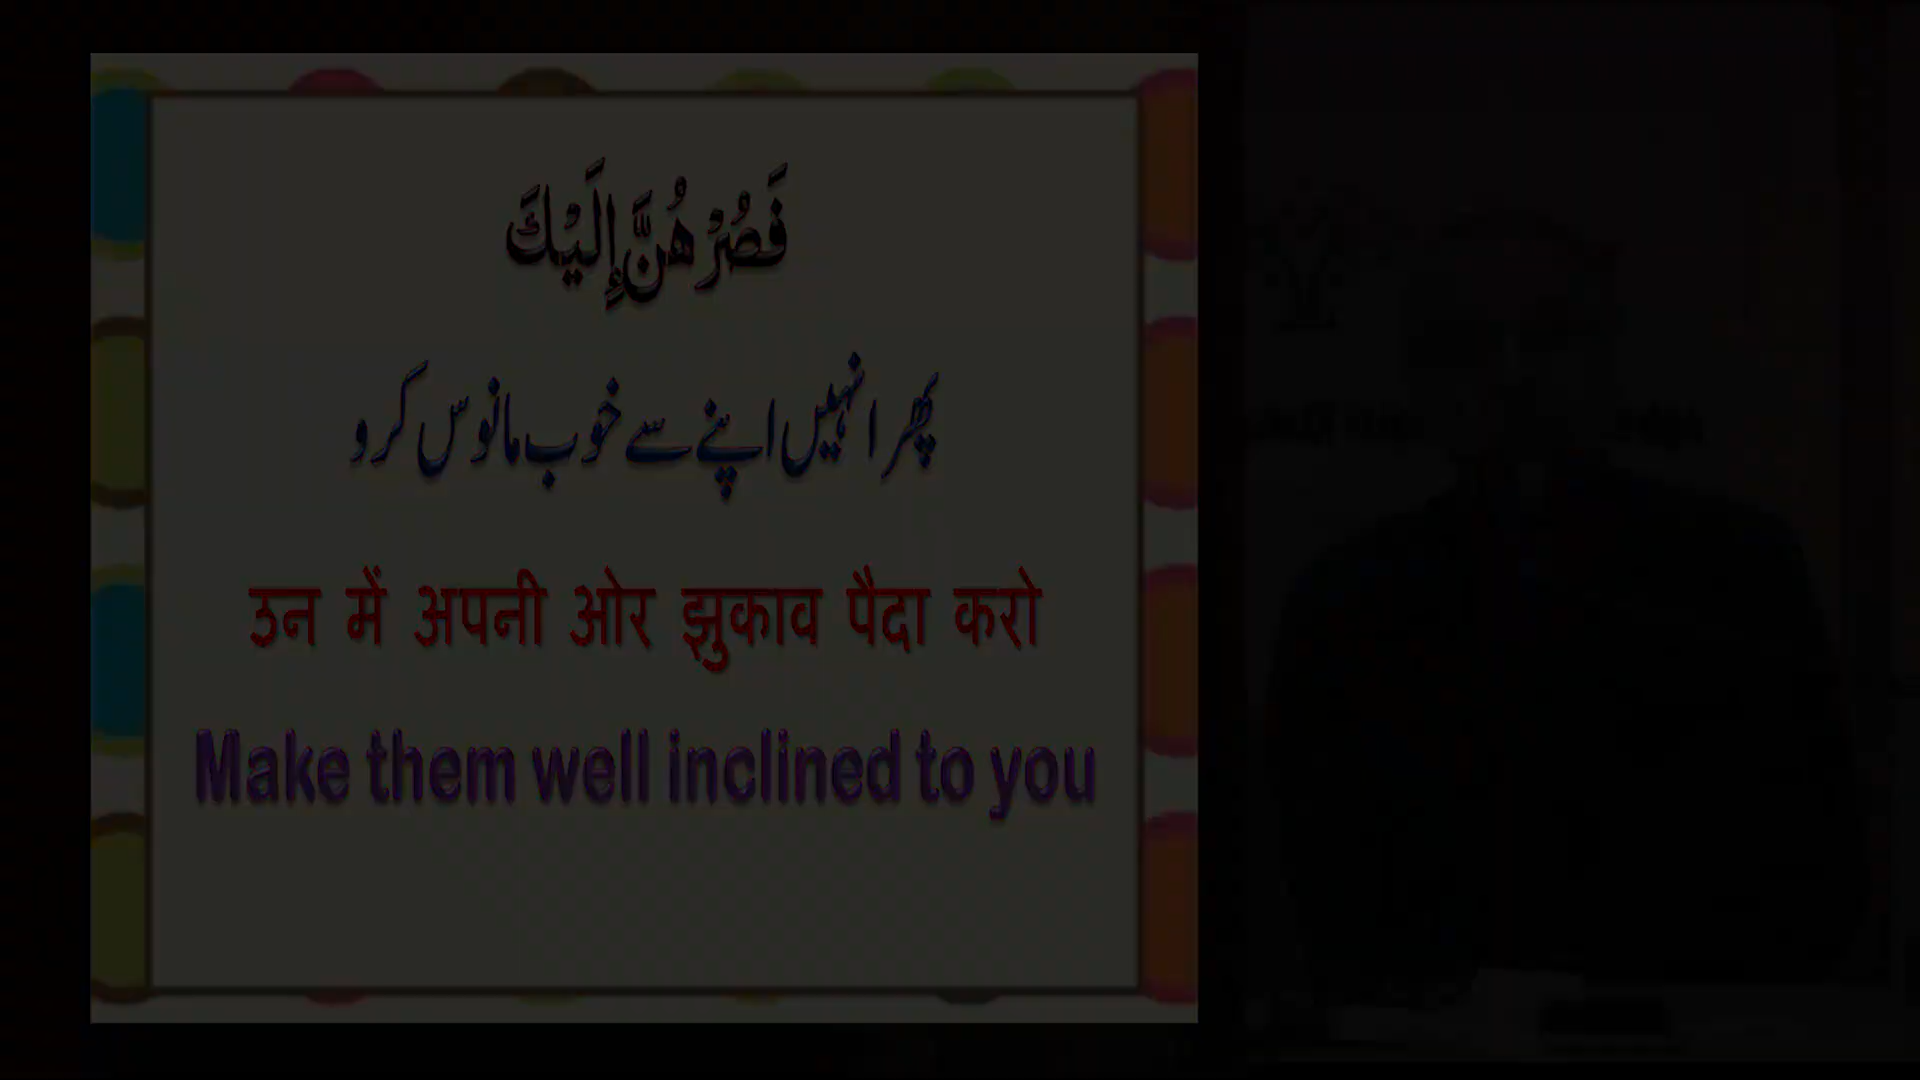 فَصُرْهُنَّ إِلَيْكَ
پھر انہیں اپنے سے خوب مانوس کرو
उन में अपनी ओर झुकाव पैदा करो
Make them well inclined to you